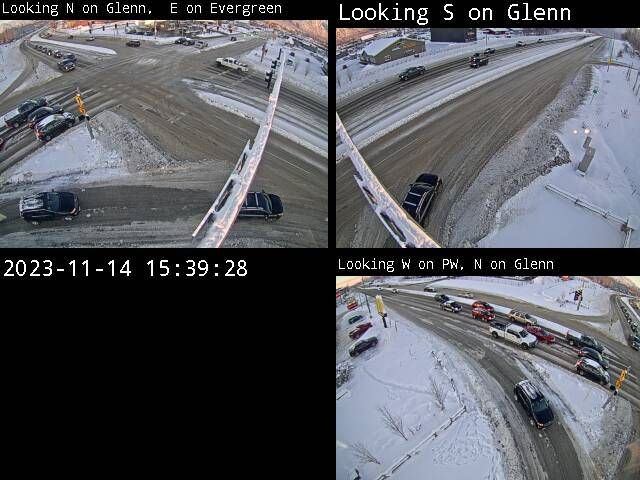 Looking N on Glenn,  E on Evergreen
Looking S on Glenn
2023-11-14 15:39:28
Looking W on PW, N on Glenn